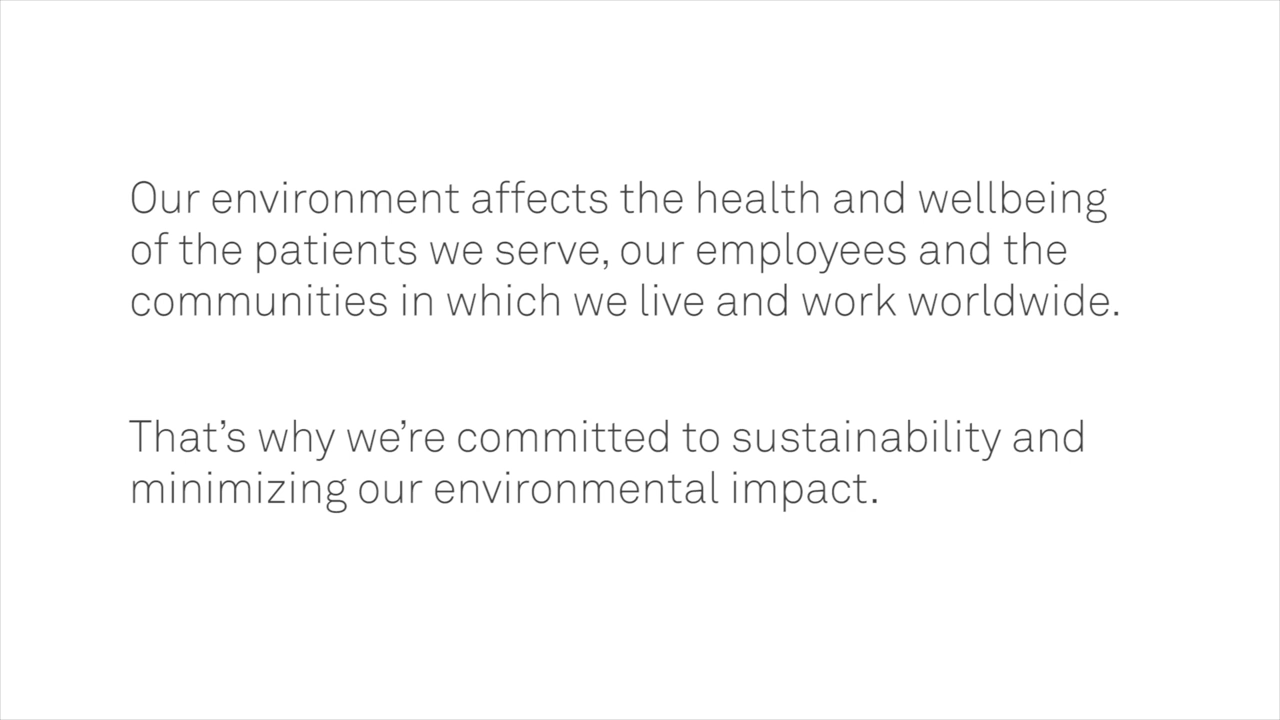 Our environment affects the health and wellbeing
of the patients we serve, our employees and the
communities in which we live and work worldwide.
That’s why we’re committed to sustainability and
minimizing our environmental impact.